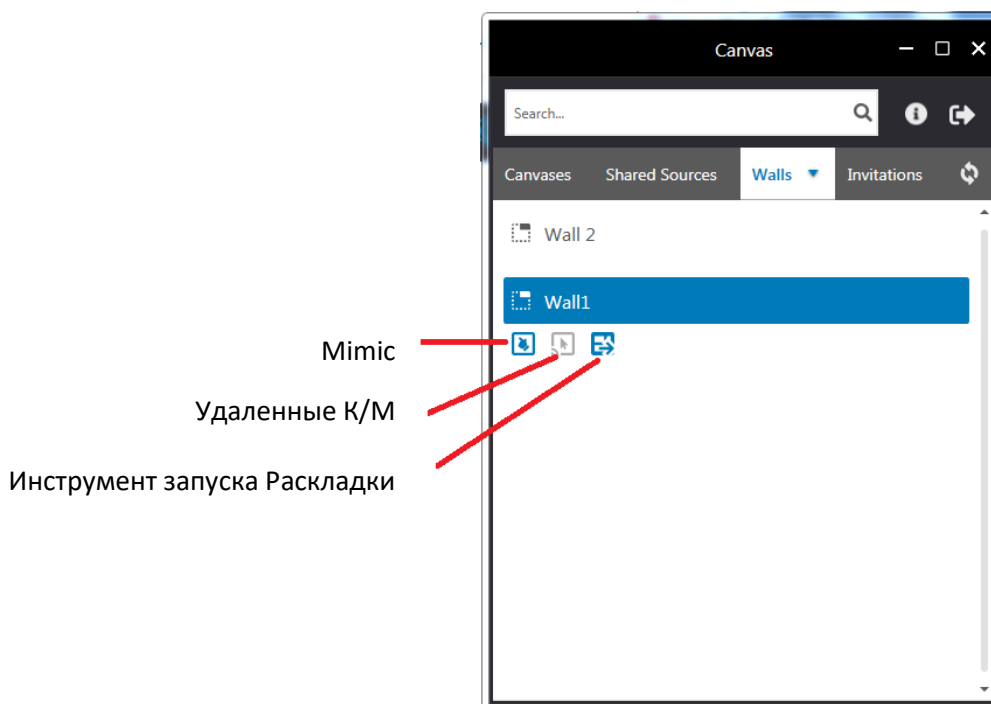 Canvas
Search...
Canvases Shared Sources Walls Invitations
Wall 2
Wall1
Mimic
Удаленные К/М
Инструмент запуска Раскладки